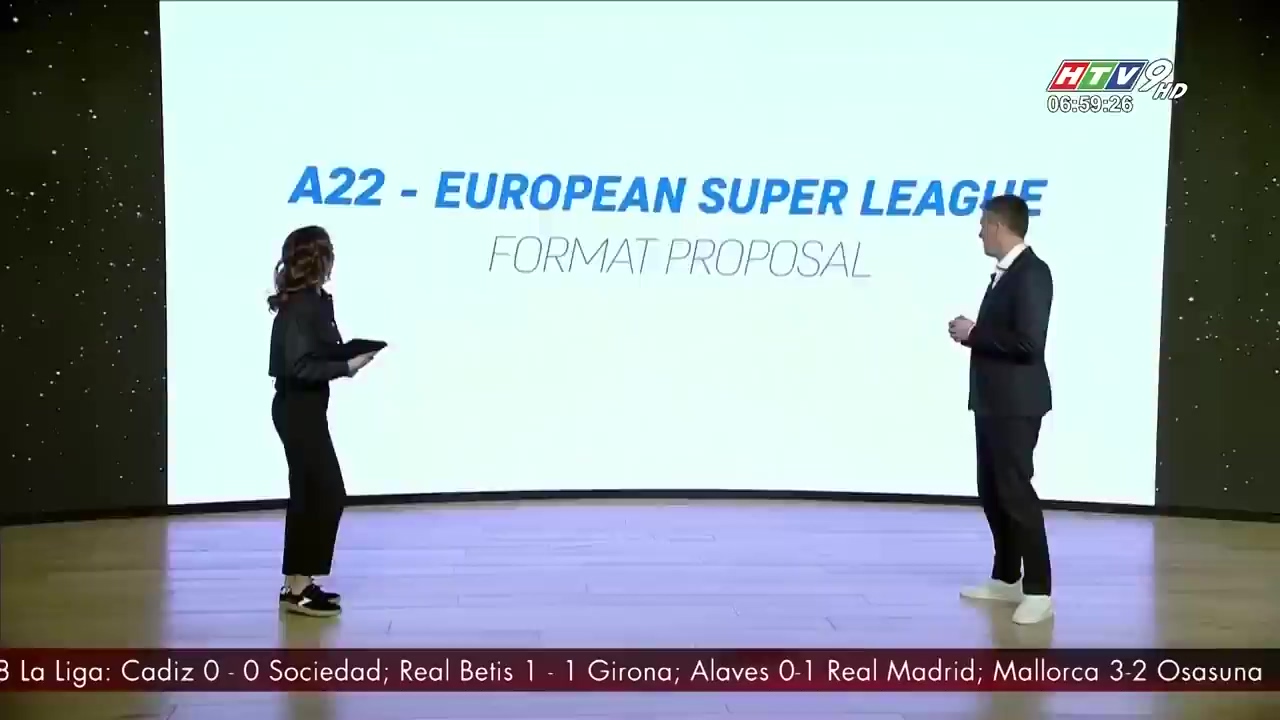 HTV9 HD
06:59:26
A22 - EUROPEAN SUPER LEAGUE
FORMAT PROPOSAL
8 La Liga: Cadiz 0 - 0 Sociedad; Real Betis 1 - 1 Girona; Alaves 0-1 Real Madrid; Mallorca 3-2 Osasuna